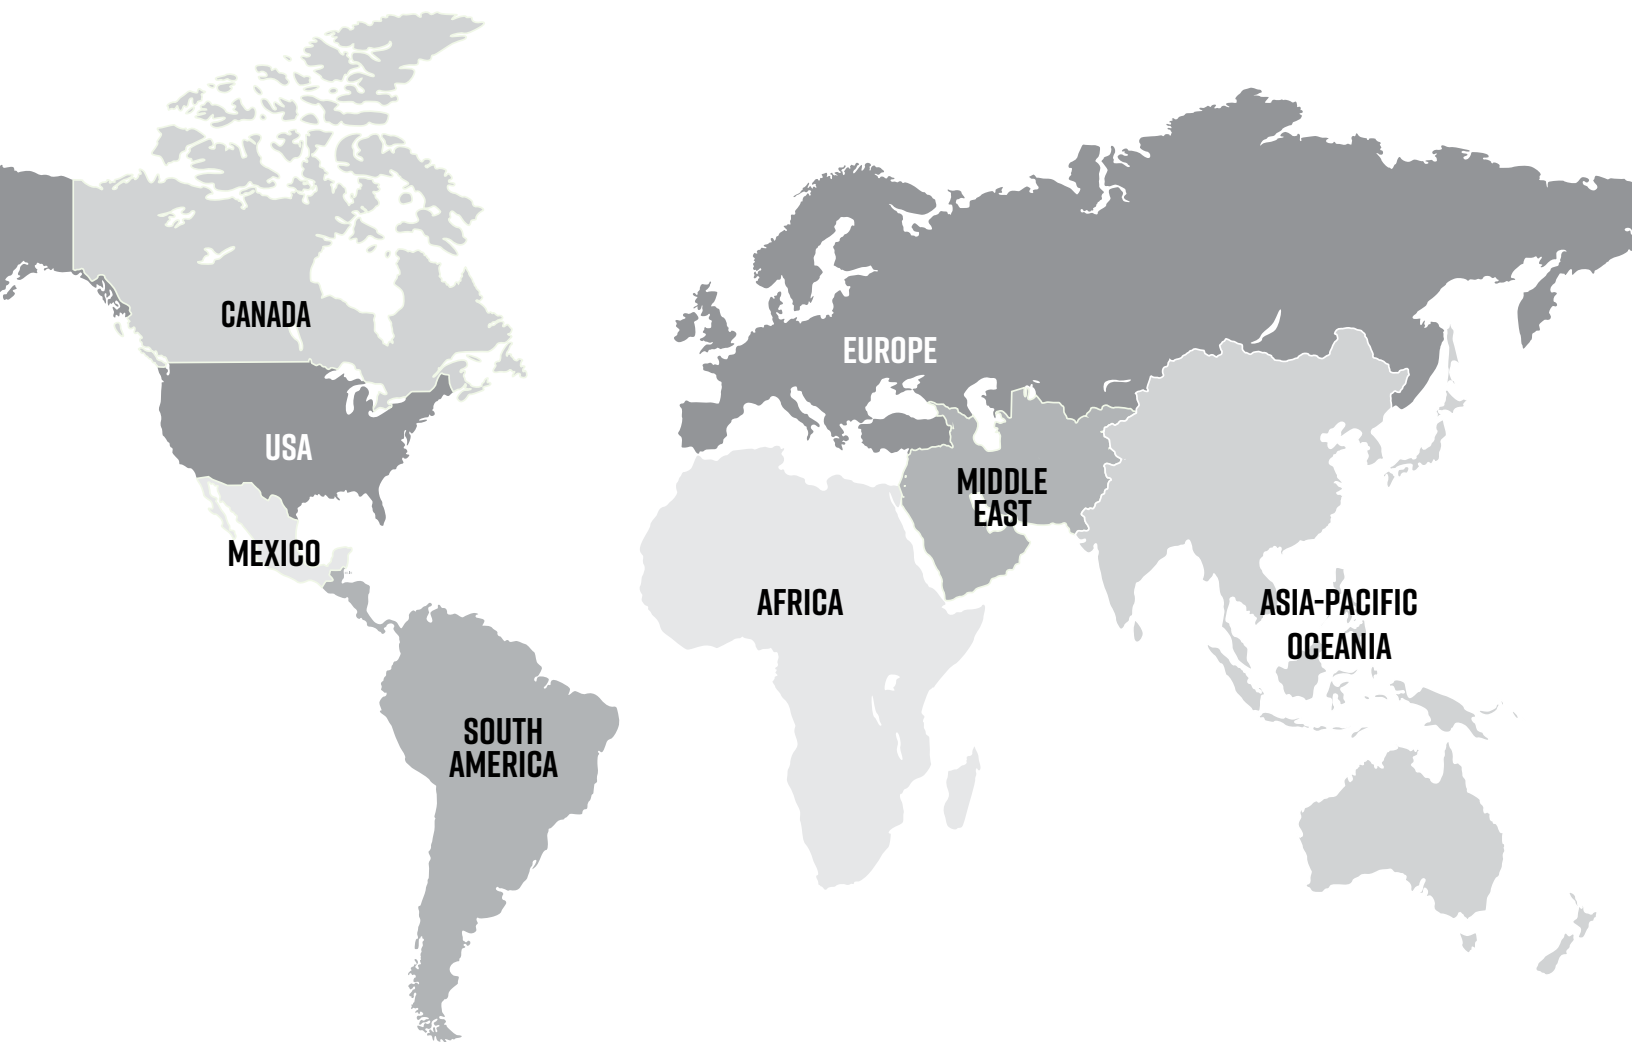 CANADA
EUROPE
USA
MIDDLE
EAST
MEXICO
AFRICA
ASIA-PACIFIC
OCEANIA
SOUTH
AMERICA